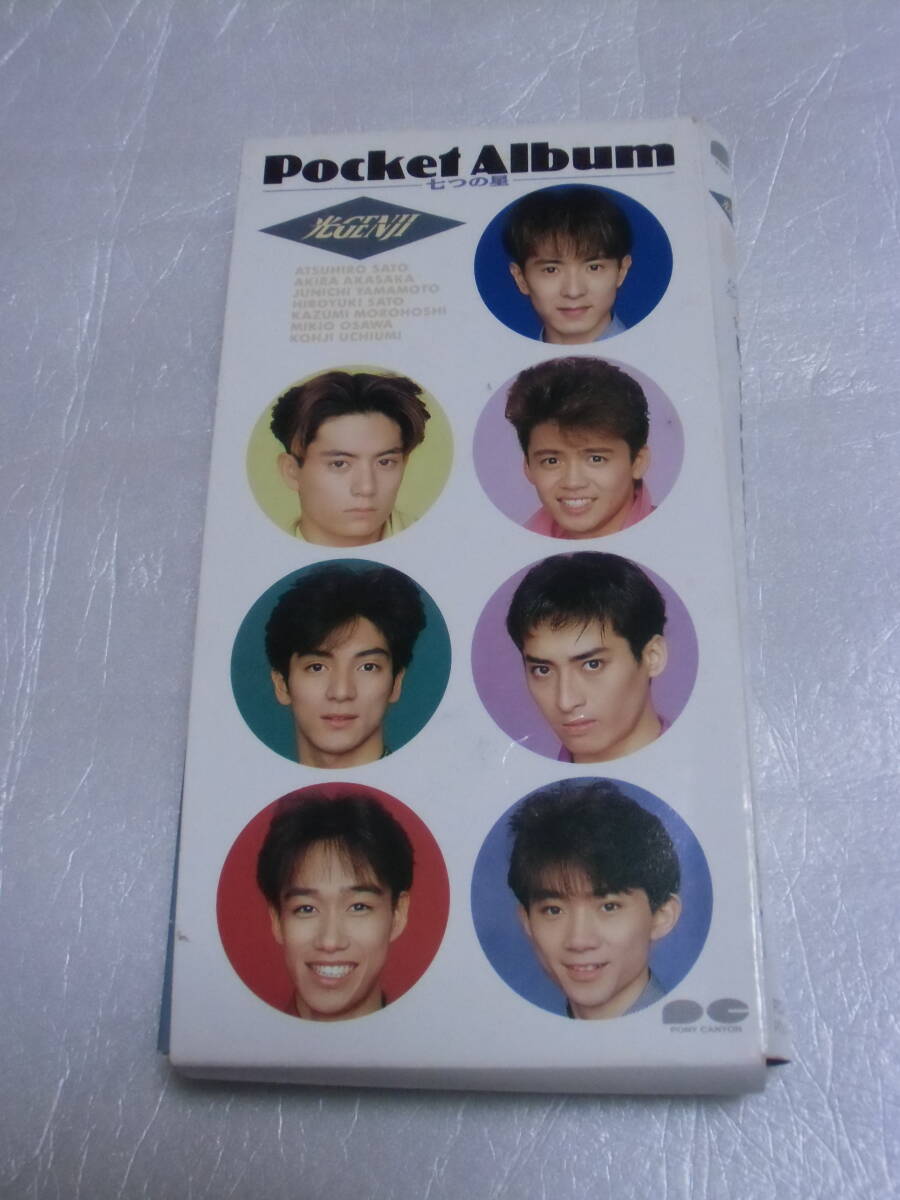 Pocket Album
七つの星
光GENJI
ATSUHIRO SATO
AKIRA AKASAKA
JUNICHI YAMAMOTO
HIROYUKI SATO
KAZUMI MOROHOSHI
MIKIO OSAWA
KOHJI UCHIUMI
PC
PONY CANYON